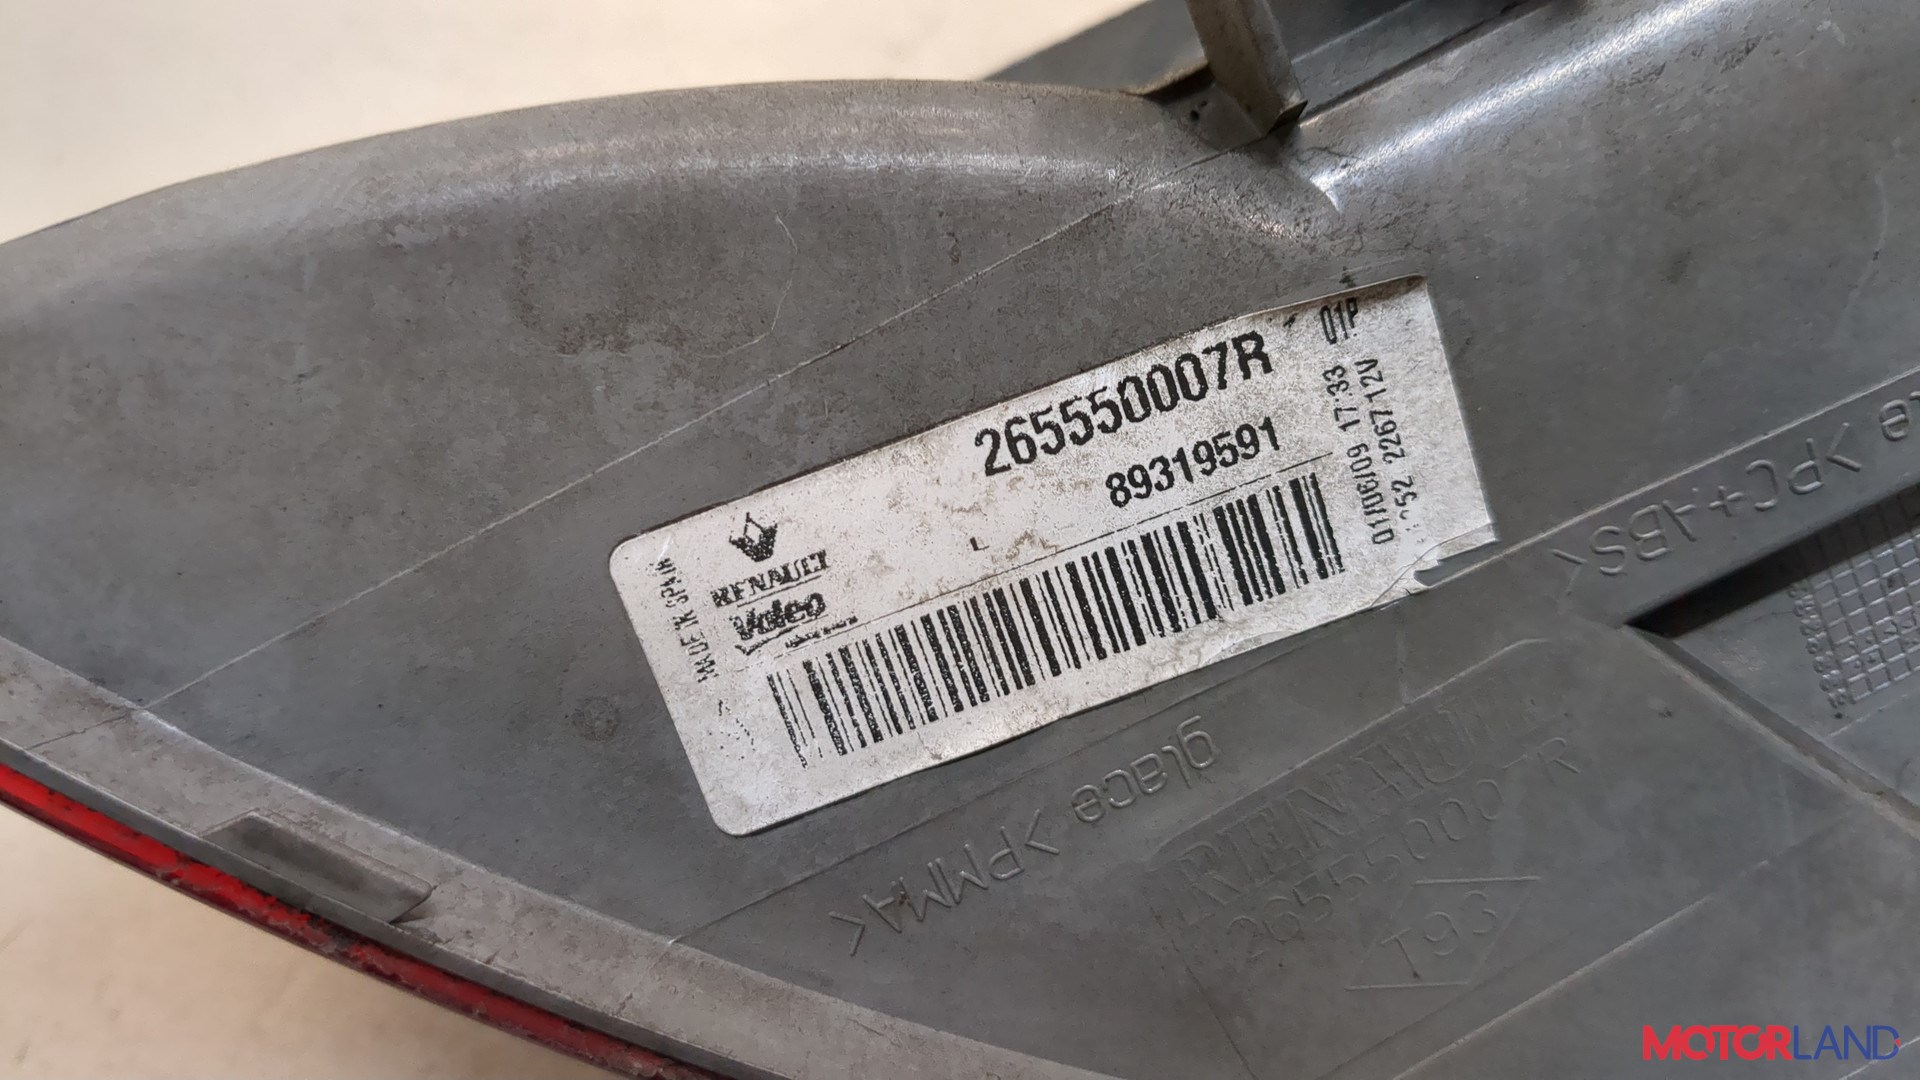 265550007R
89319591
L
RENAULT
Valeo
MADE IN SPAIN
01P
01/06/09 17:33
52 2267 12V
>PC+ABS<
glace >PMMA<
RENAULT
265550007R
T93
MOTORLAND